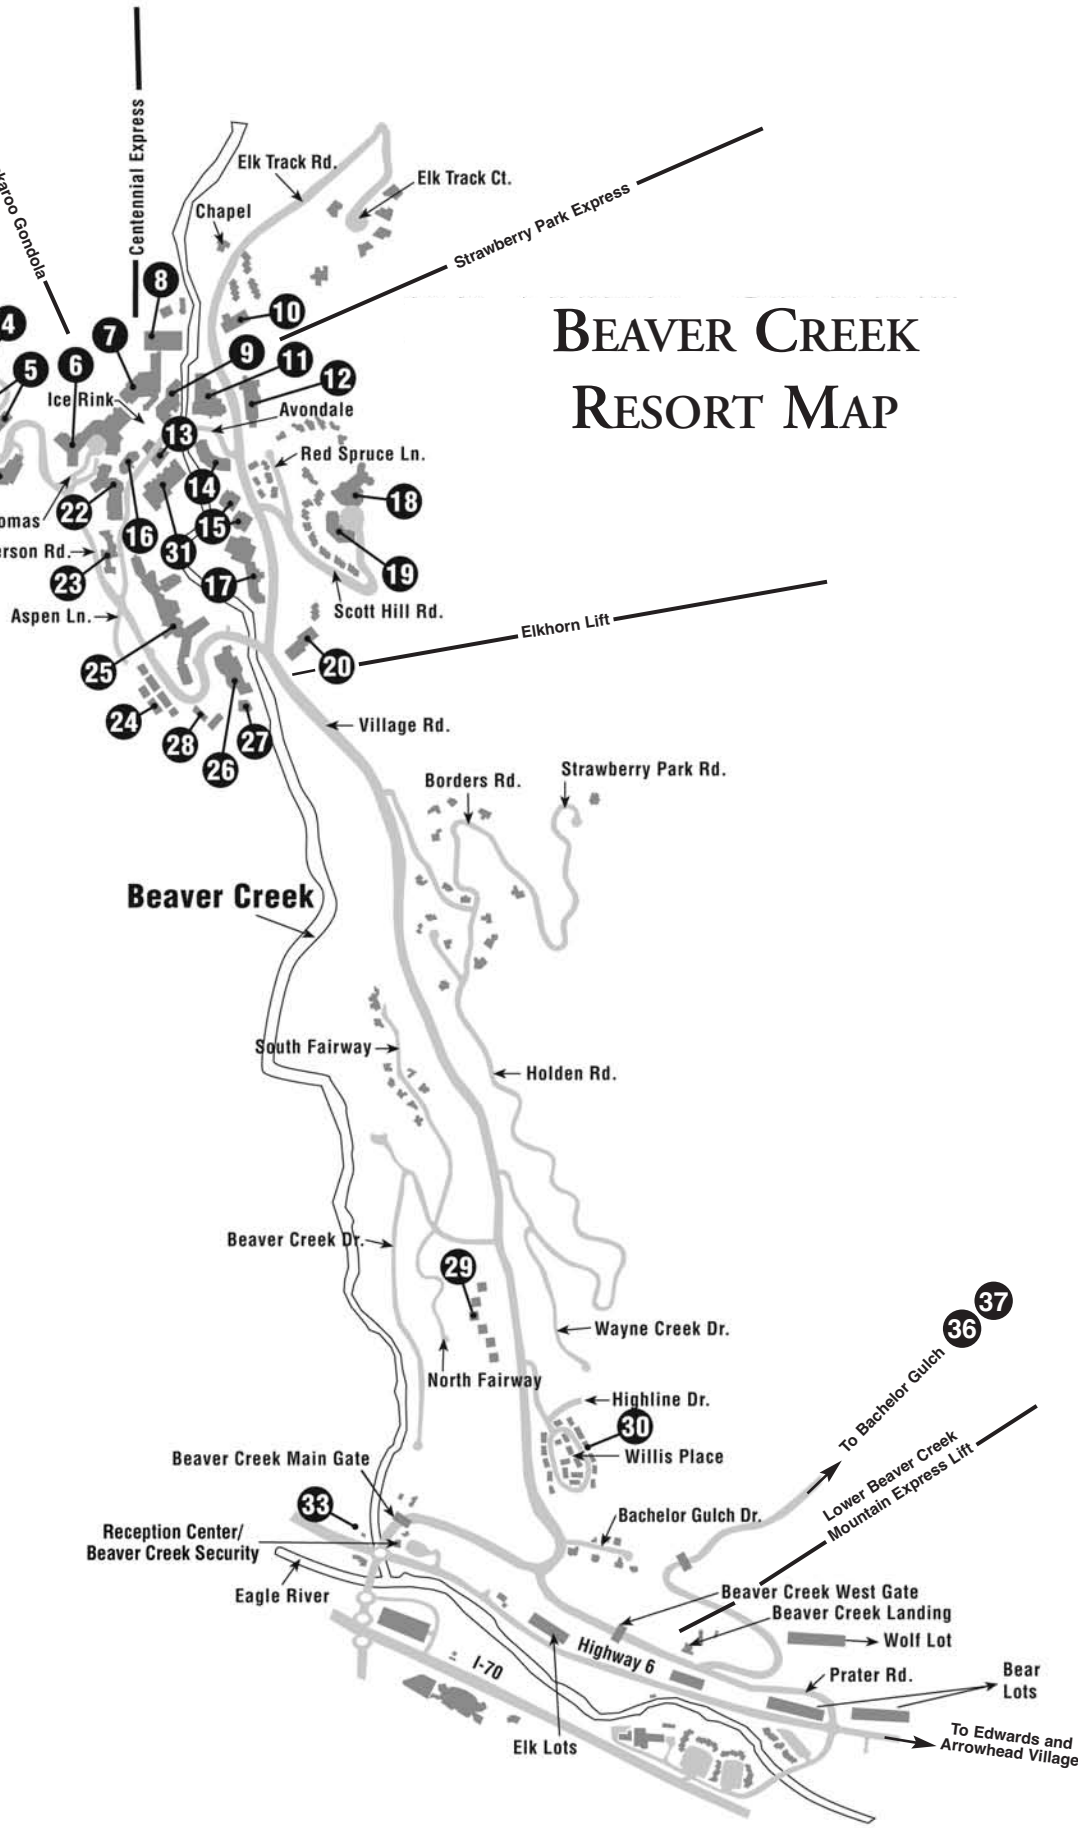 Centennial Express
Elk Track Rd.
Elk Track Ct.
Chapel
Strawberry Park Express
Gondola
8
10
BEAVER CREEK
RESORT MAP
4
7
9
11
5
6
12
Ice Rink
Avondale
13
Red Spruce Ln.
14
18
22
15
16
31
19
23
17
Scott Hill Rd.
Aspen Ln.
Elkhorn Lift
25
20
24
28
27
26
Village Rd.
Borders Rd.
Strawberry Park Rd.
Beaver Creek
South Fairway
Holden Rd.
Beaver Creek Dr.
29
37
36
Wayne Creek Dr.
To Bachelor Gulch
North Fairway
Highline Dr.
30
Willis Place
Lower Beaver Creek
Mountain Express Lift
Beaver Creek Main Gate
33
Bachelor Gulch Dr.
Reception Center/
Beaver Creek Security
Eagle River
Beaver Creek West Gate
Beaver Creek Landing
Wolf Lot
Highway 6
I-70
Prater Rd.
Bear
Lots
Elk Lots
To Edwards and
Arrowhead Village